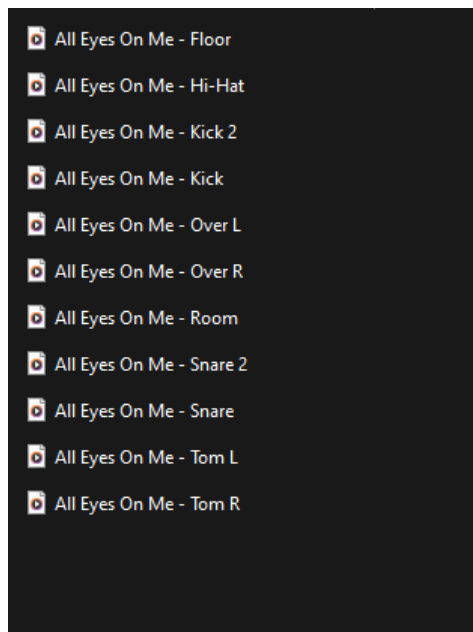 All Eyes On Me - Floor
All Eyes On Me - Hi-Hat
All Eyes On Me - Kick 2
All Eyes On Me - Kick
All Eyes On Me - Over L
All Eyes On Me - Over R
All Eyes On Me - Room
All Eyes On Me - Snare 2
All Eyes On Me - Snare
All Eyes On Me - Tom L
All Eyes On Me - Tom R